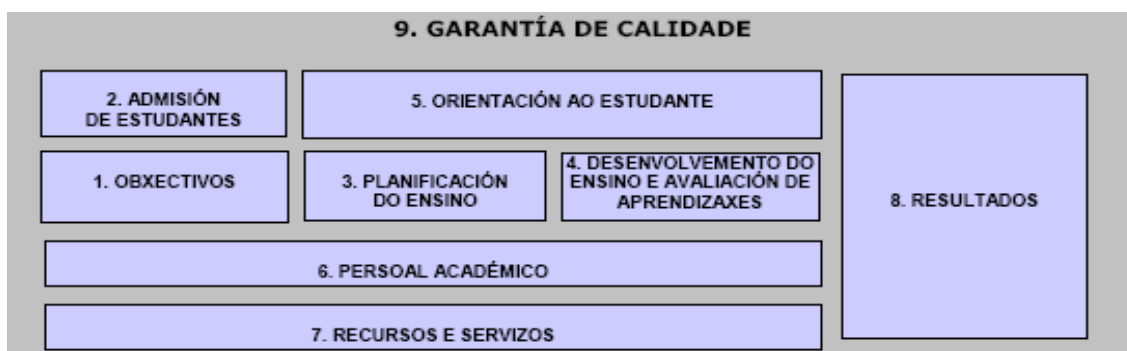 9. GARANTÍA DE CALIDADE
2. ADMISIÓN
DE ESTUDANTES
5. ORIENTACIÓN AO ESTUDANTE
1. OBXECTIVOS
3. PLANIFICACIÓN
DO ENSINO
4. DESENVOLVEMENTO DO
ENSINO E AVALIACIÓN DE
APRENDIZAXES
8. RESULTADOS
6. PERSOAL ACADÉMICO
7. RECURSOS E SERVIZOS